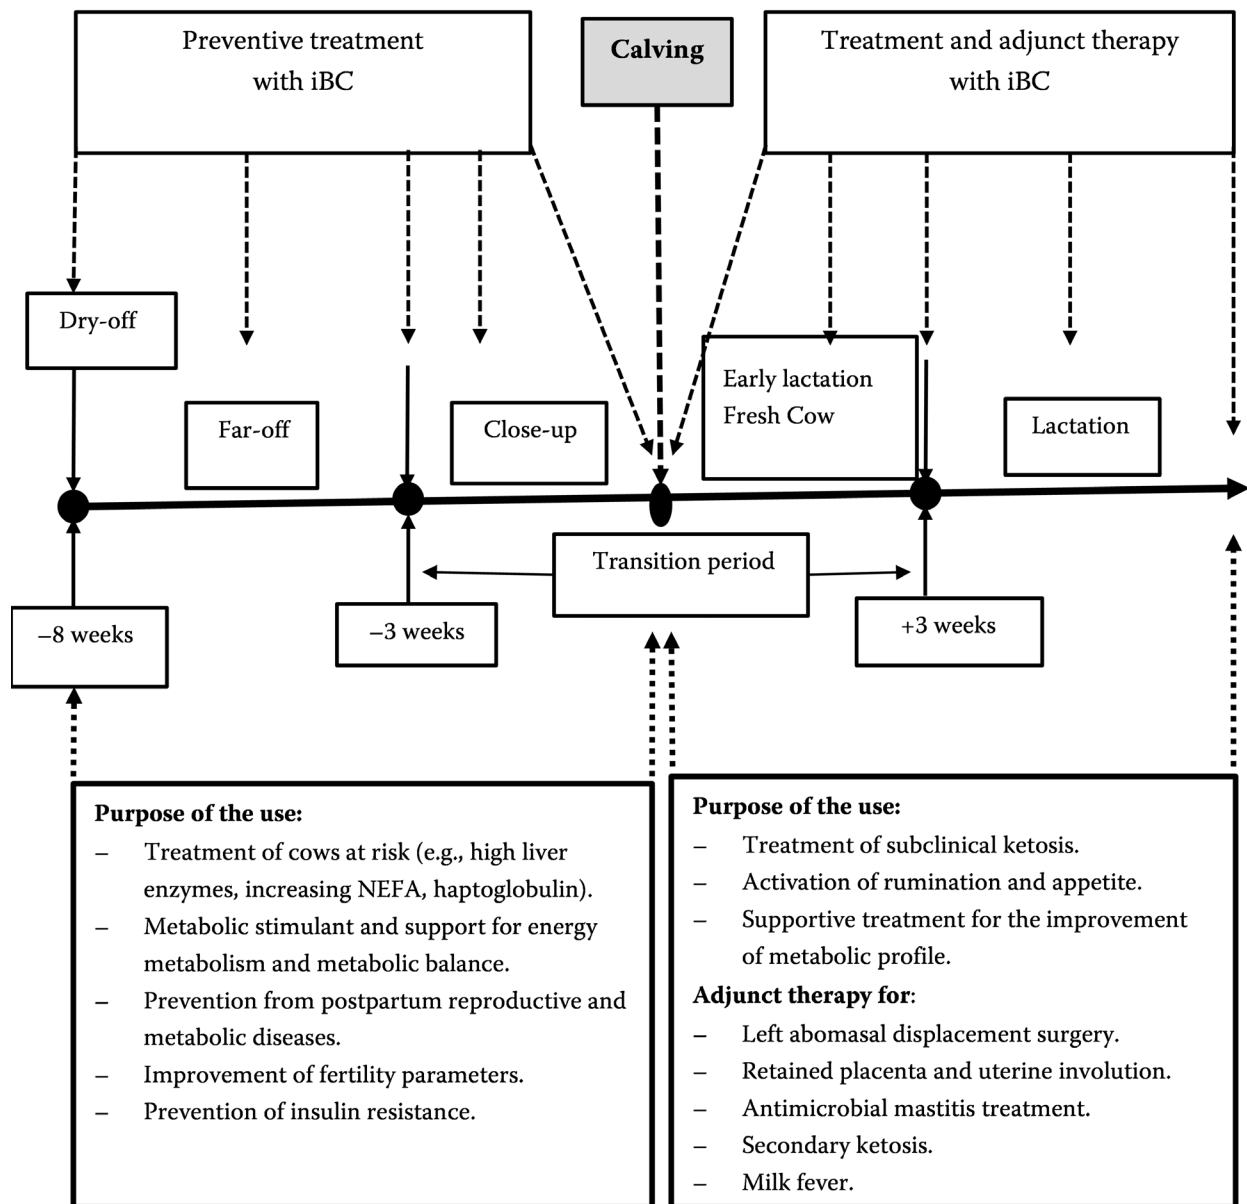 Preventive treatment
with iBC
Calving
Treatment and adjunct therapy
with iBC
Dry-off
Far-off
Close-up
Early lactation
Fresh Cow
Lactation
Transition period
–8 weeks
–3 weeks
+3 weeks
Purpose of the use:
– Treatment of cows at risk (e.g., high liver
enzymes, increasing NEFA, haptoglobulin).
– Metabolic stimulant and support for energy
metabolism and metabolic balance.
– Prevention from postpartum reproductive and
metabolic diseases.
– Improvement of fertility parameters.
– Prevention of insulin resistance.
Purpose of the use:
– Treatment of subclinical ketosis.
– Activation of rumination and appetite.
– Supportive treatment for the improvement
of metabolic profile.
Adjunct therapy for:
– Left abomasal displacement surgery.
– Retained placenta and uterine involution.
– Antimicrobial mastitis treatment.
– Secondary ketosis.
– Milk fever.